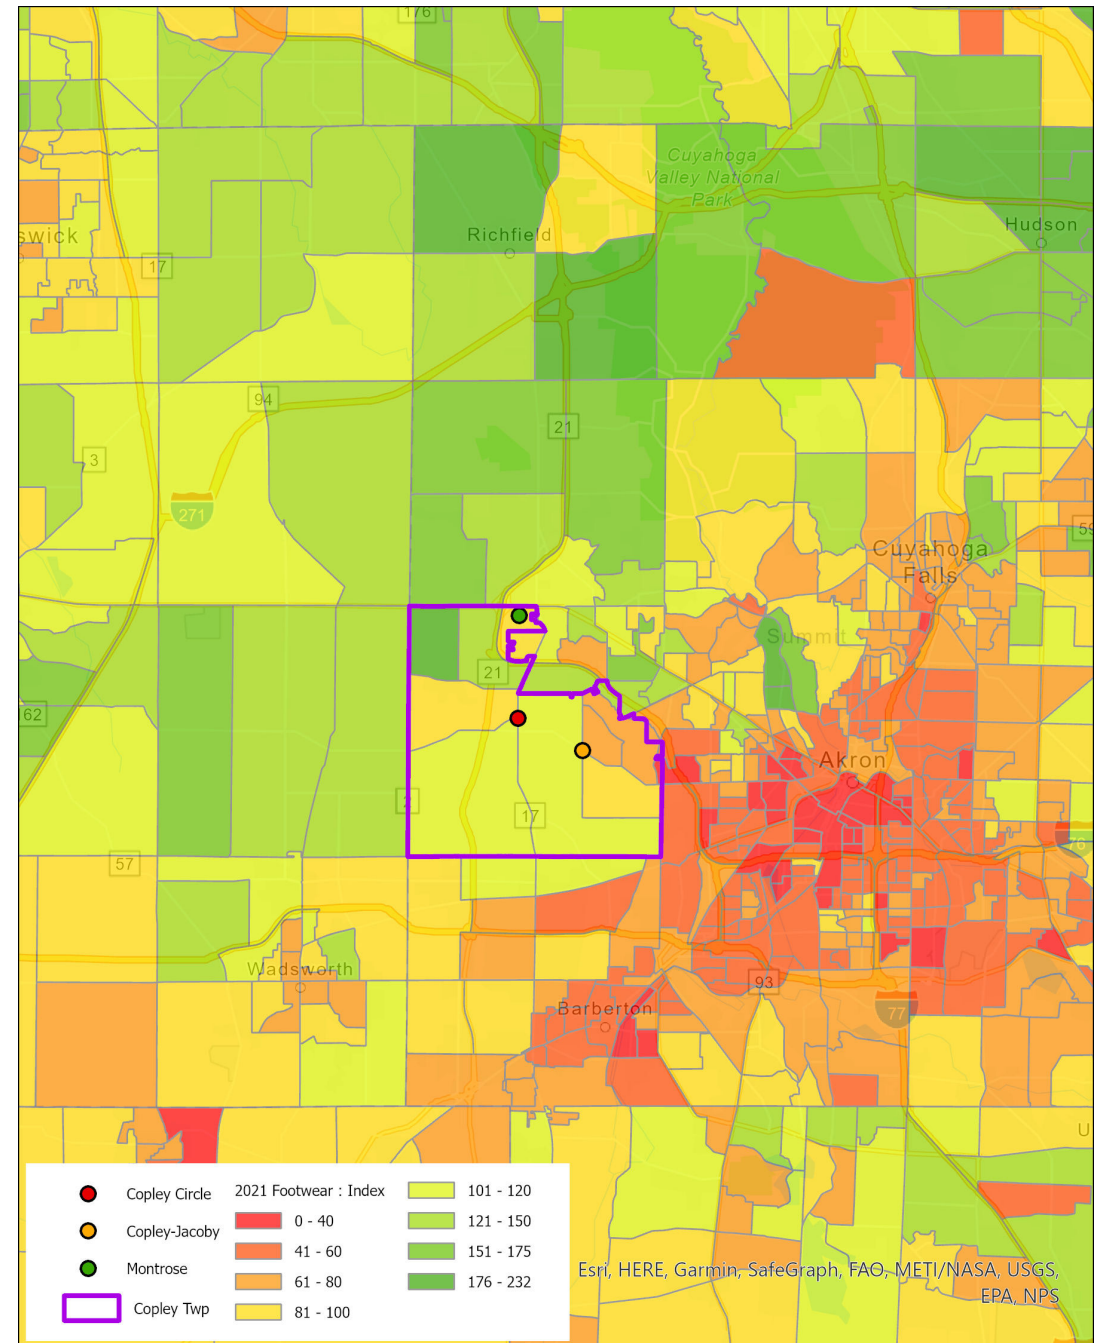 176
Cuyahoga
Valley National
Park
Richfield
Hudson
swick
17
94
21
3
271
59
Cuyahoga
Falls
Summit
21
162
Akron
17
76
57
Wadsworth
93
Barberton
77
U
Copley Circle
Copley-Jacoby
Montrose
Copley Twp
2021 Footwear : Index
0 - 40
41 - 60
61 - 80
81 - 100
101 - 120
121 - 150
151 - 175
176 - 232
Esri, HERE, Garmin, SafeGraph, FAO, METI/NASA, USGS,
EPA, NPS